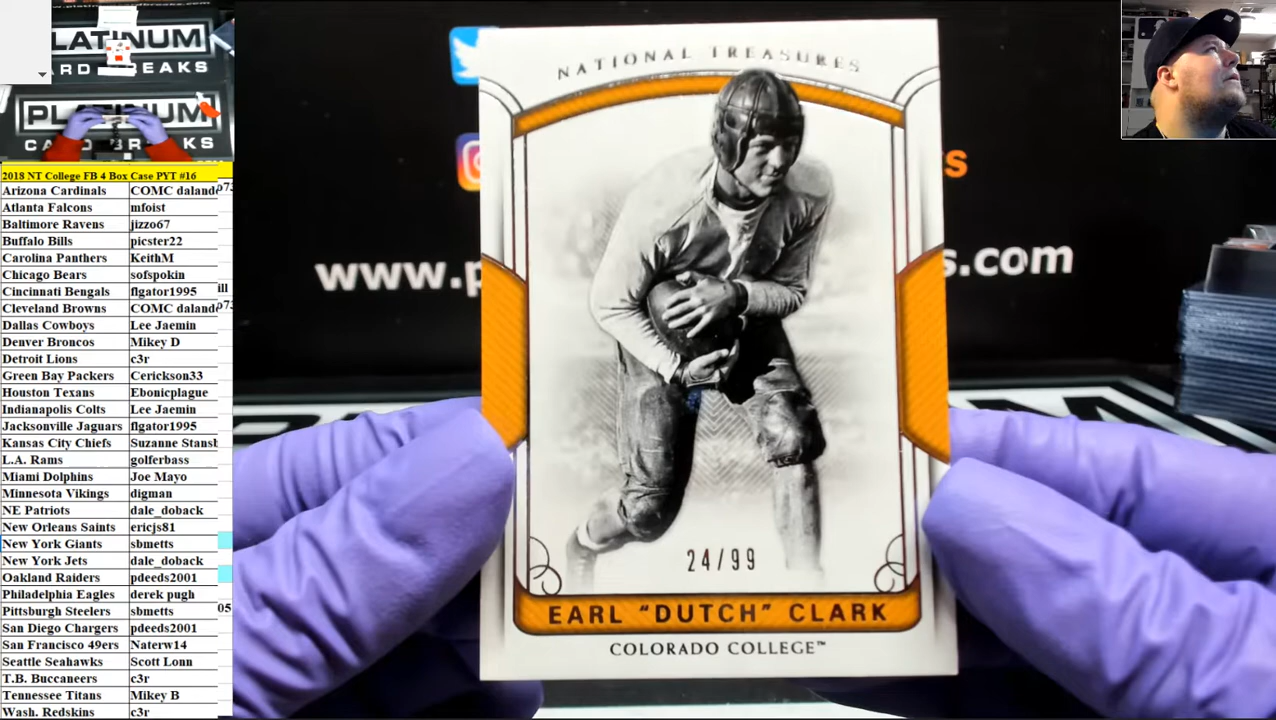 PLATINUM
CARD BREAKS
PLATINUM
CARD BREAKS
2018 NT College FB 4 Box Case PYT #16
Arizona Cardinals COMC daland
Atlanta Falcons mfoist
Baltimore Ravens jizzo67
Buffalo Bills picster22
Carolina Panthers KeithM
Chicago Bears sofspokin
Cincinnati Bengals flgator1995
ill
Cleveland Browns COMC daland
Dallas Cowboys Lee Jaemin
Denver Broncos Mikey D
Detroit Lions c3r
Green Bay Packers Cerickson33
Houston Texans Ebonicplague
Indianapolis Colts Lee Jaemin
Jacksonville Jaguars flgator1995
Kansas City Chiefs Suzanne Stansb
L.A. Rams golferbass
Miami Dolphins Joe Mayo
Minnesota Vikings digman
NE Patriots dale_doback
New Orleans Saints ericjs81
New York Giants sbmetts
New York Jets dale_doback
Oakland Raiders pdeeds2001
Philadelphia Eagles derek pugh
Pittsburgh Steelers sbmetts
05
San Diego Chargers pdeeds2001
San Francisco 49ers Naterw14
Seattle Seahawks Scott Lonn
T.B. Buccaneers c3r
Tennessee Titans Mikey B
Wash. Redskins c3r
NATIONAL TREASURES
www.p
s.com
24/99
EARL "DUTCH" CLARK
COLORADO COLLEGE™